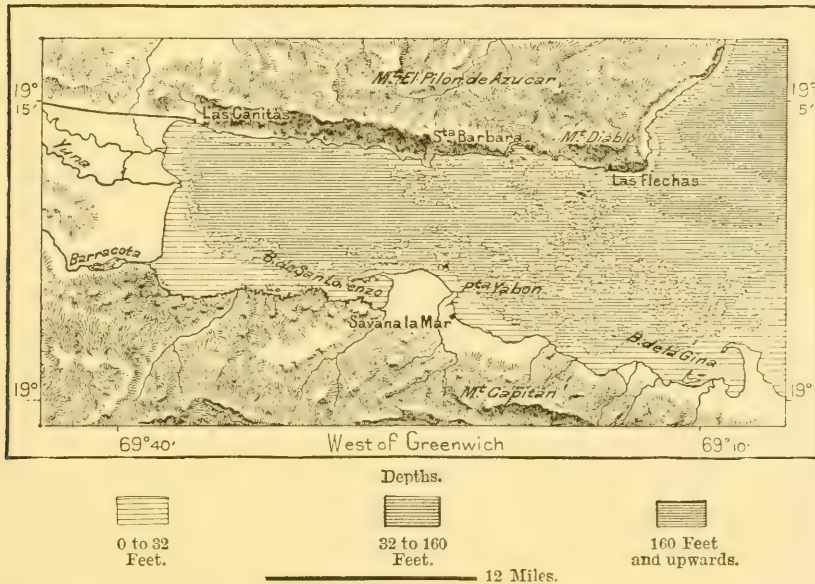 Mt. El Pilon de Azucar
19°
15'
19°
5'
Las Cañitas
Sta Barbara
Mt. Diablo
Yuna
Las Flechas
Barracota
B. de San Lorenzo
Pta Yabon
Savana la Mar
B. de la Gina
19°
Mt. Capitan
19°
69°40'
West of Greenwich
69°10'
Depths.
0 to 32
Feet.
32 to 160
Feet.
160 Feet
and upwards.
12 Miles.